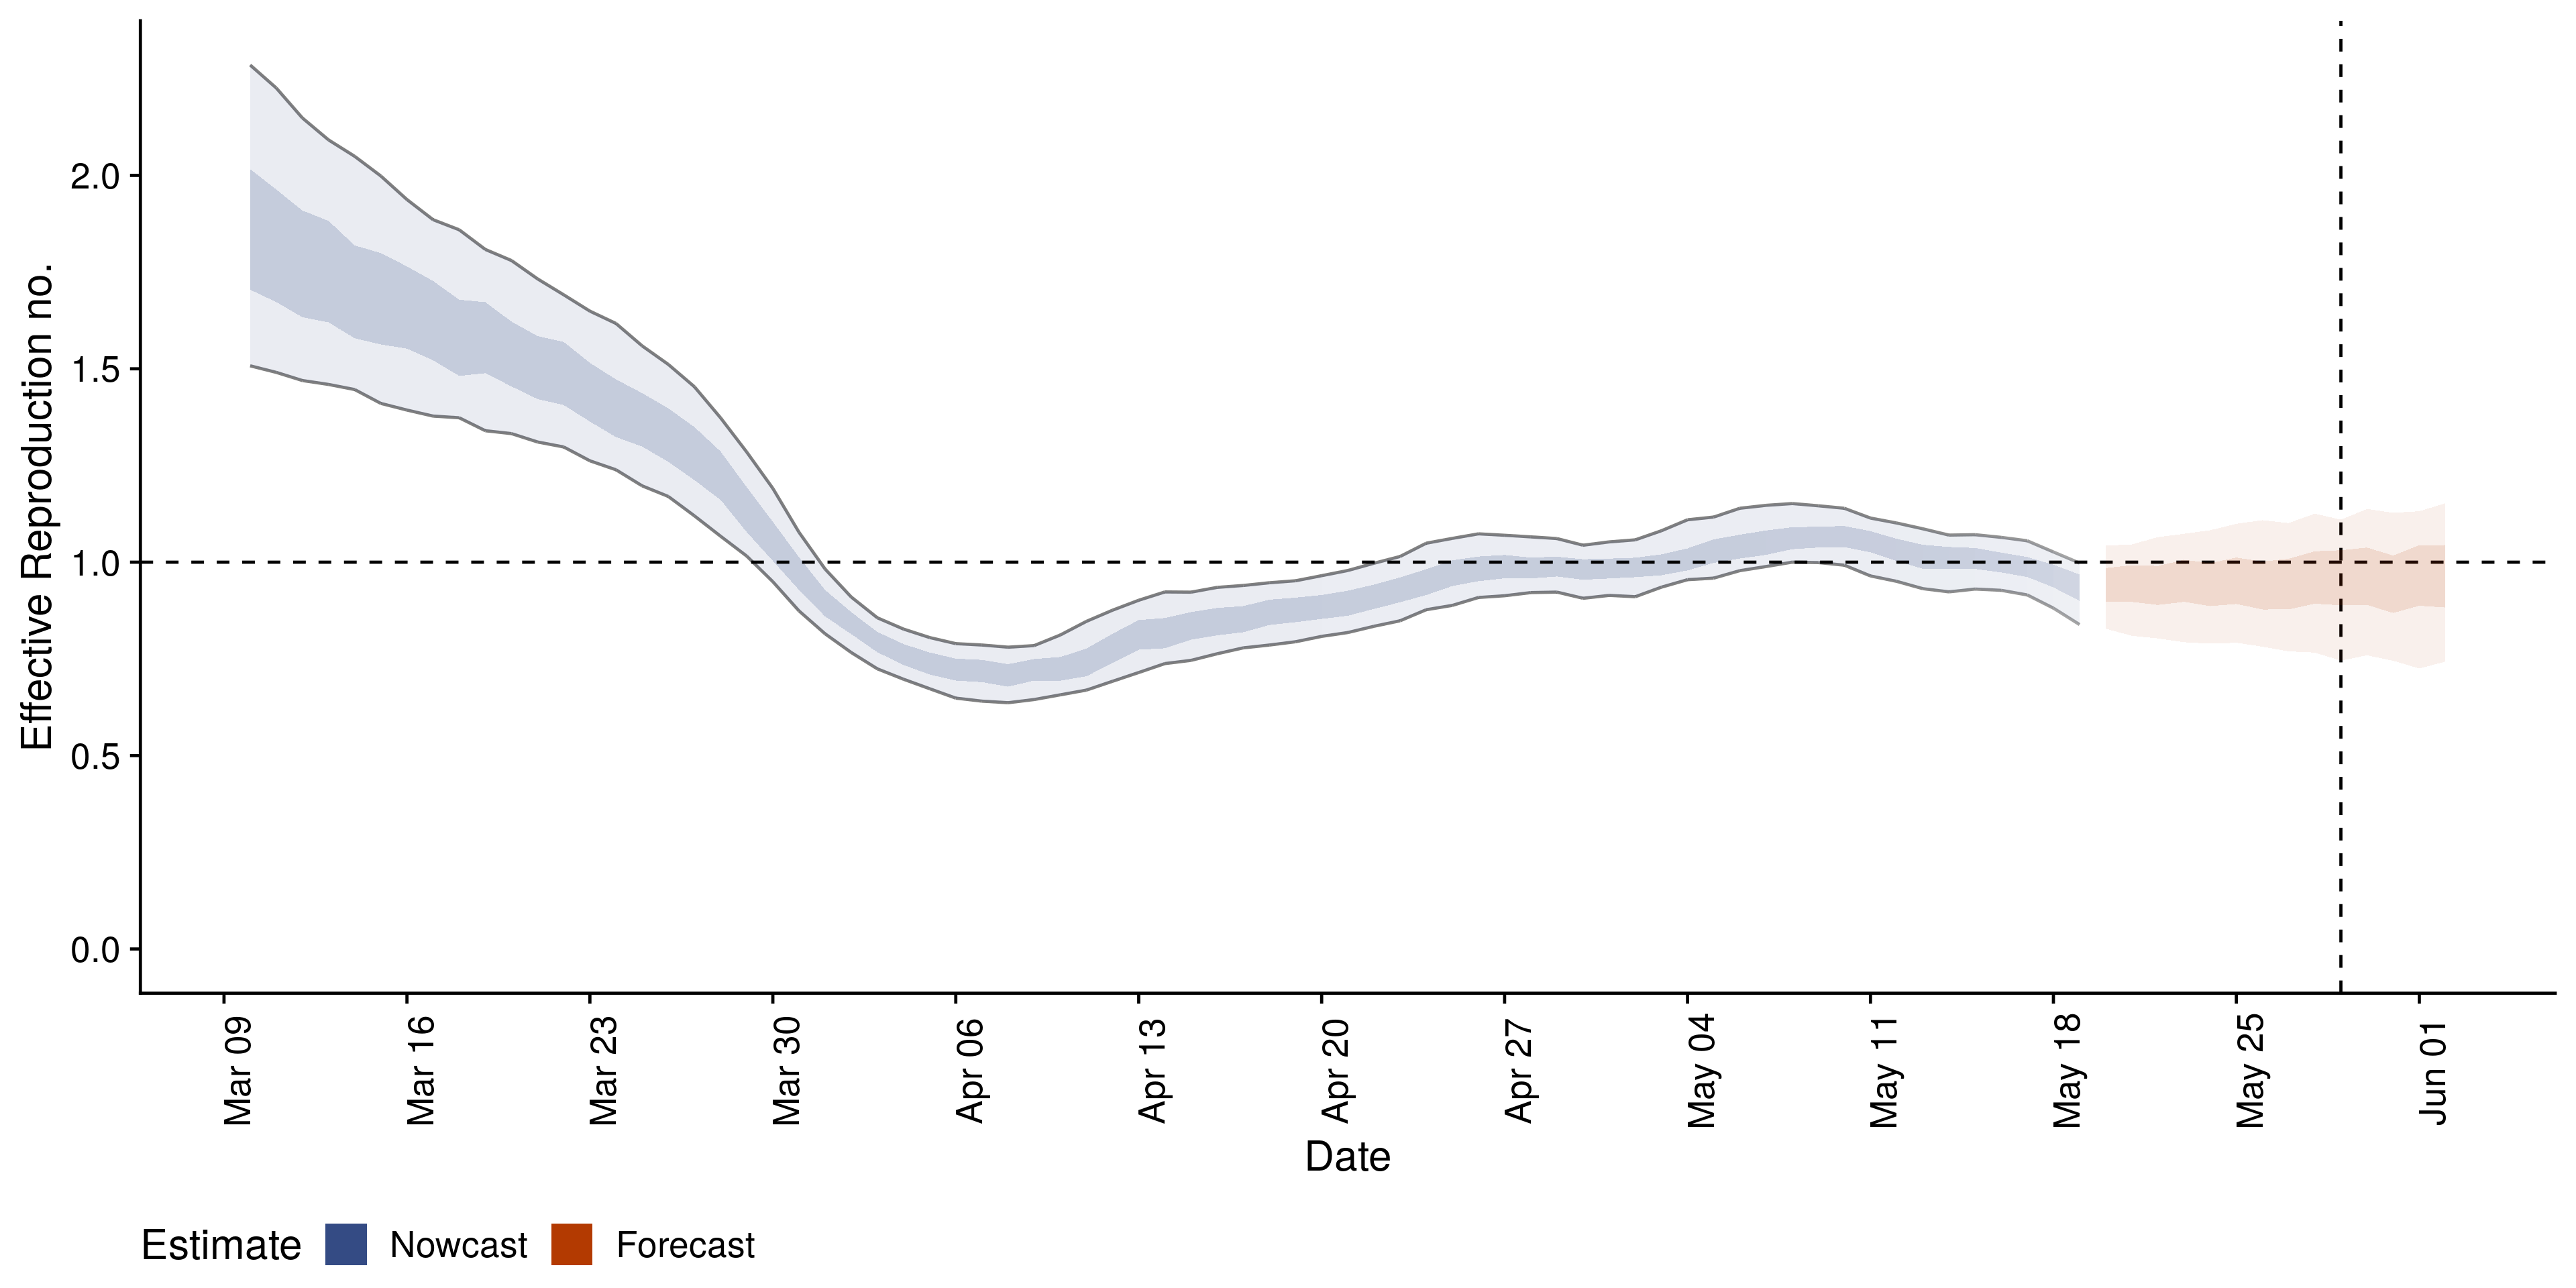 Effective Reproduction no.
2.0
1.5
1.0
0.5
0.0
Mar 09
Mar 16
Mar 23
Mar 30
Apr 06
Apr 13
Apr 20
Apr 27
May 04
May 11
May 18
May 25
Jun 01
Date
Estimate Nowcast Forecast